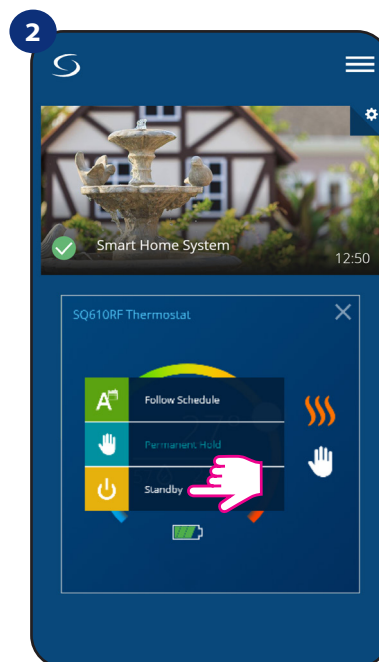 2
Smart Home System
12:50
SQ610RF Thermostat
A
Follow Schedule
Permanent Hold
Standby